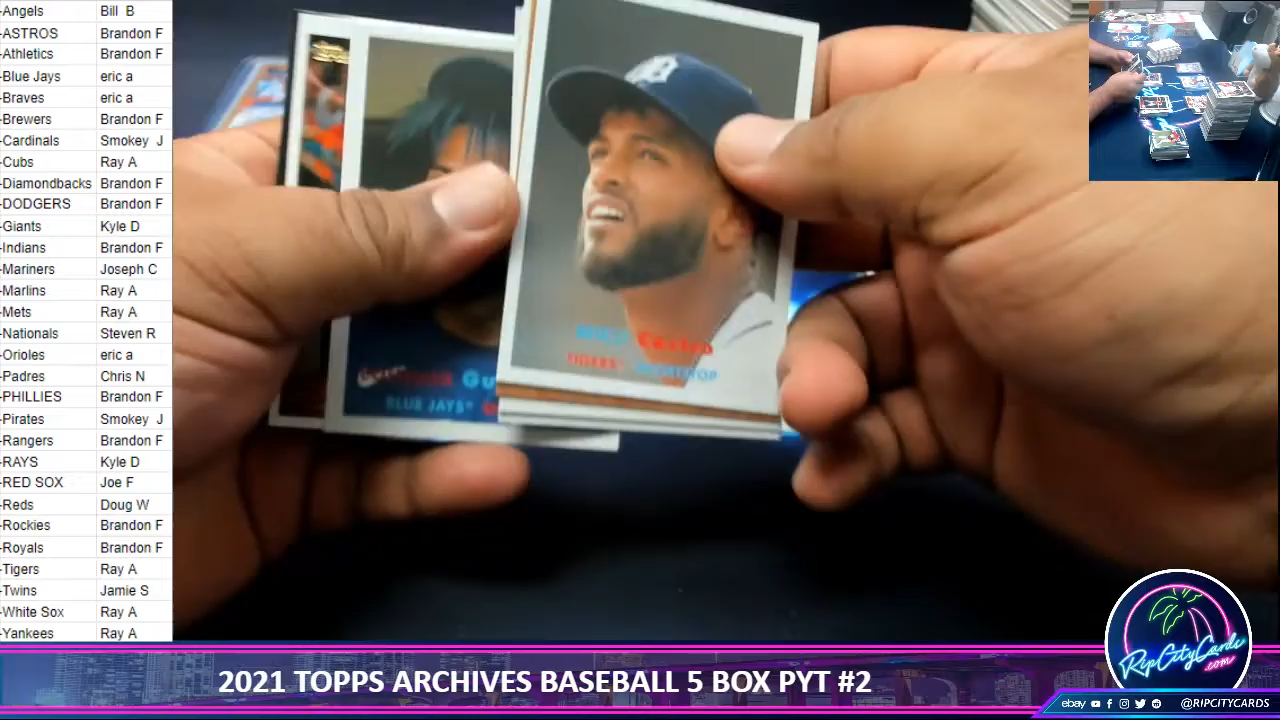 -Angels Bill B
-ASTROS Brandon F
-Athletics Brandon F
-Blue Jays eric a
-Braves eric a
-Brewers Brandon F
-Cardinals Smokey J
-Cubs Ray A
-Diamondbacks Brandon F
-DODGERS Brandon F
-Giants Kyle D
-Indians Brandon F
-Mariners Joseph C
-Marlins Ray A
-Mets Ray A
-Nationals Steven R
-Orioles eric a
-Padres Chris N
-PHILLIES Brandon F
-Pirates Smokey J
-Rangers Brandon F
-RAYS Kyle D
-RED SOX Joe F
-Reds Doug W
-Rockies Brandon F
-Royals Brandon F
-Tigers Ray A
-Twins Jamie S
-White Sox Ray A
-Yankees Ray A
Castro
TIGERS
BLUE JAYS
RipCityCards
.com
2021 TOPPS ARCHIVES BASEBALL 5 BOX PYT #2
ebay @RIPCITYCARDS